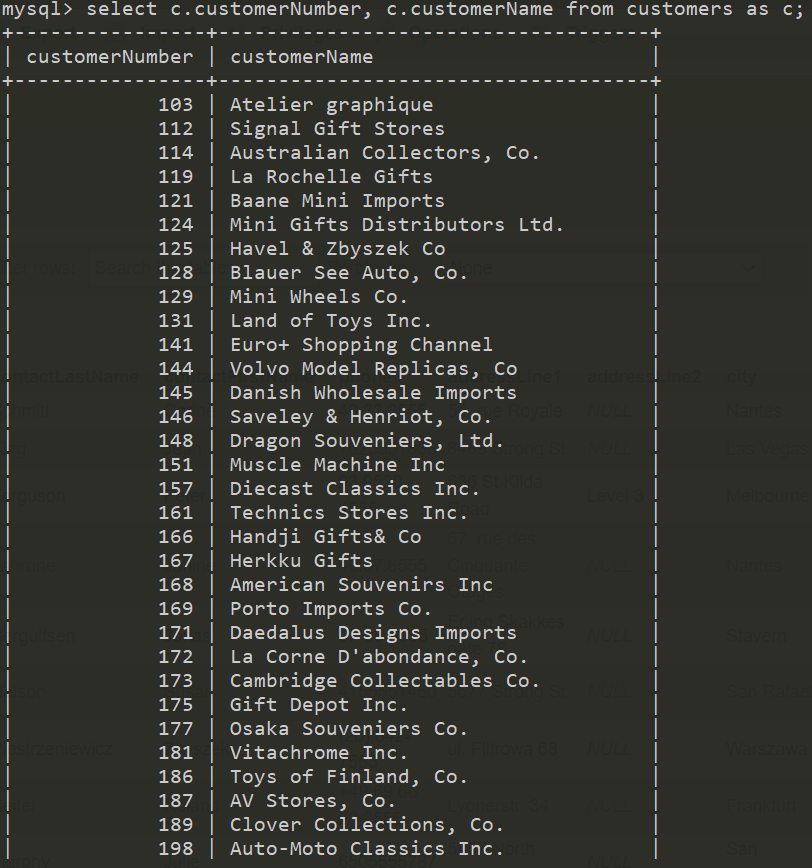 mysql> select c.customerNumber, c.customerName from customers as c;
+----------------+------------------------------------+
| customerNumber | customerName                       |
+----------------+------------------------------------+
|            103 | Atelier graphique                  |
|            112 | Signal Gift Stores                 |
|            114 | Australian Collectors, Co.         |
|            119 | La Rochelle Gifts                  |
|            121 | Baane Mini Imports                 |
|            124 | Mini Gifts Distributors Ltd.       |
|            125 | Havel & Zbyszek Co                 |
|            128 | Blauer See Auto, Co.               |
|            129 | Mini Wheels Co.                    |
|            131 | Land of Toys Inc.                  |
|            141 | Euro+ Shopping Channel             |
|            144 | Volvo Model Replicas, Co           |
|            145 | Danish Wholesale Imports           |
|            146 | Saveley & Henriot, Co.             |
|            148 | Dragon Souveniers, Ltd.            |
|            151 | Muscle Machine Inc                 |
|            157 | Diecast Classics Inc.              |
|            161 | Technics Stores Inc.               |
|            166 | Handji Gifts& Co                   |
|            167 | Herkku Gifts                       |
|            168 | American Souvenirs Inc             |
|            169 | Porto Imports Co.                  |
|            171 | Daedalus Designs Imports           |
|            172 | La Corne D'abondance, Co.          |
|            173 | Cambridge Collectables Co.         |
|            175 | Gift Depot Inc.                    |
|            177 | Osaka Souveniers Co.               |
|            181 | Vitachrome Inc.                    |
|            186 | Toys of Finland, Co.               |
|            187 | AV Stores, Co.                     |
|            189 | Clover Collections, Co.            |
|            198 | Auto-Moto Classics Inc.            |